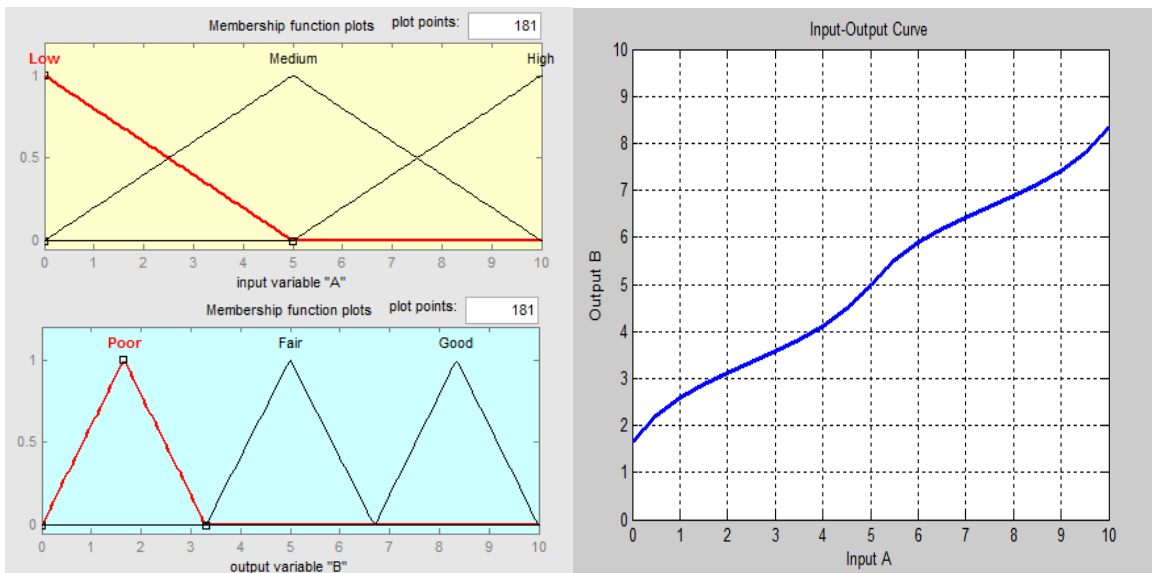 Membership function plots plot points: 181
Low Medium High
1
0.5
0
0 1 2 3 4 5 6 7 8 9 10
input variable "A"
Membership function plots plot points: 181
Poor Fair Good
1
0.5
0
0 1 2 3 4 5 6 7 8 9 10
output variable "B"
Input-Output Curve
10
9
8
7
6
5
4
3
2
1
0
Output B
0 1 2 3 4 5 6 7 8 9 10
Input A